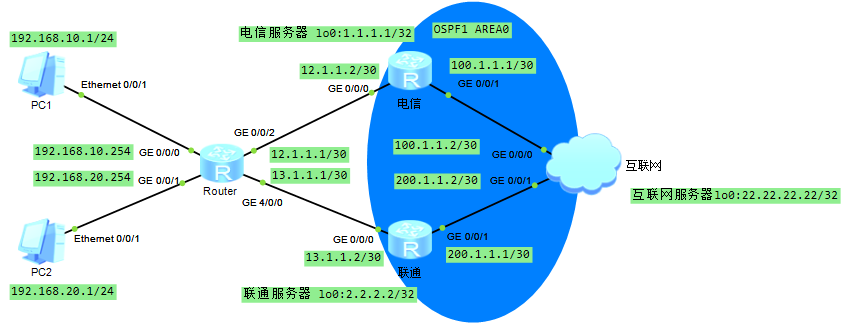 电信服务器 lo0:1.1.1.1/32
OSPF1 AREA0
192.168.10.1/24
12.1.1.2/30
100.1.1.1/30
Ethernet 0/0/1
GE 0/0/0
GE 0/0/1
PC1
电信
GE 0/0/2
192.168.10.254
GE 0/0/0
12.1.1.1/30
100.1.1.2/30
GE 0/0/0
互联网
192.168.20.254
GE 0/0/1
Router
13.1.1.1/30
200.1.1.2/30
GE 0/0/1
互联网服务器lo0:22.22.22.22/32
GE 4/0/0
Ethernet 0/0/1
GE 0/0/0
GE 0/0/1
13.1.1.2/30
200.1.1.1/30
PC2
联通
192.168.20.1/24
联通服务器 lo0:2.2.2.2/32
R
R
R